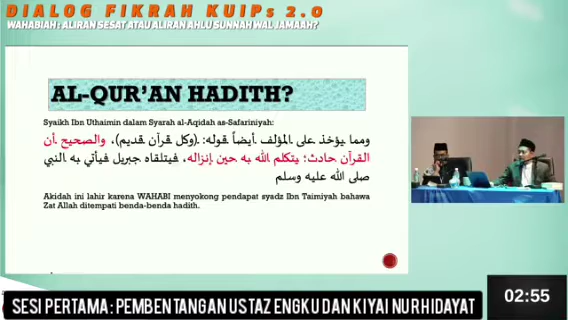 DIALOG FIKRAH KUIPs 2.0
WAHABIAH : ALIRAN SESAT ATAU ALIRAN AHLU SUNNAH WAL JAMAAH?
AL-QUR'AN HADITH?
Syaikh Ibn Uthaimin dalam Syarah al-Aqidah as-Safariniyah:
ومما يؤخذ على المؤلف أيضاً قوله: (وكل قرآن قديم)، والصحيح أن
القرآن حادث؛ يتكلم الله به حين إنزاله، فيتلقاه جبريل فيأتي به النبي
صلى الله عليه وسلم
Akidah ini lahir karena WAHABI menyokong pendapat syadz Ibn Taimiyah bahawa
Zat Allah ditempati benda-benda hadith.
SESI PERTAMA : PEMBENTANGAN USTAZ ENGKU DAN KIYAI NURHIDAYAT
02:55